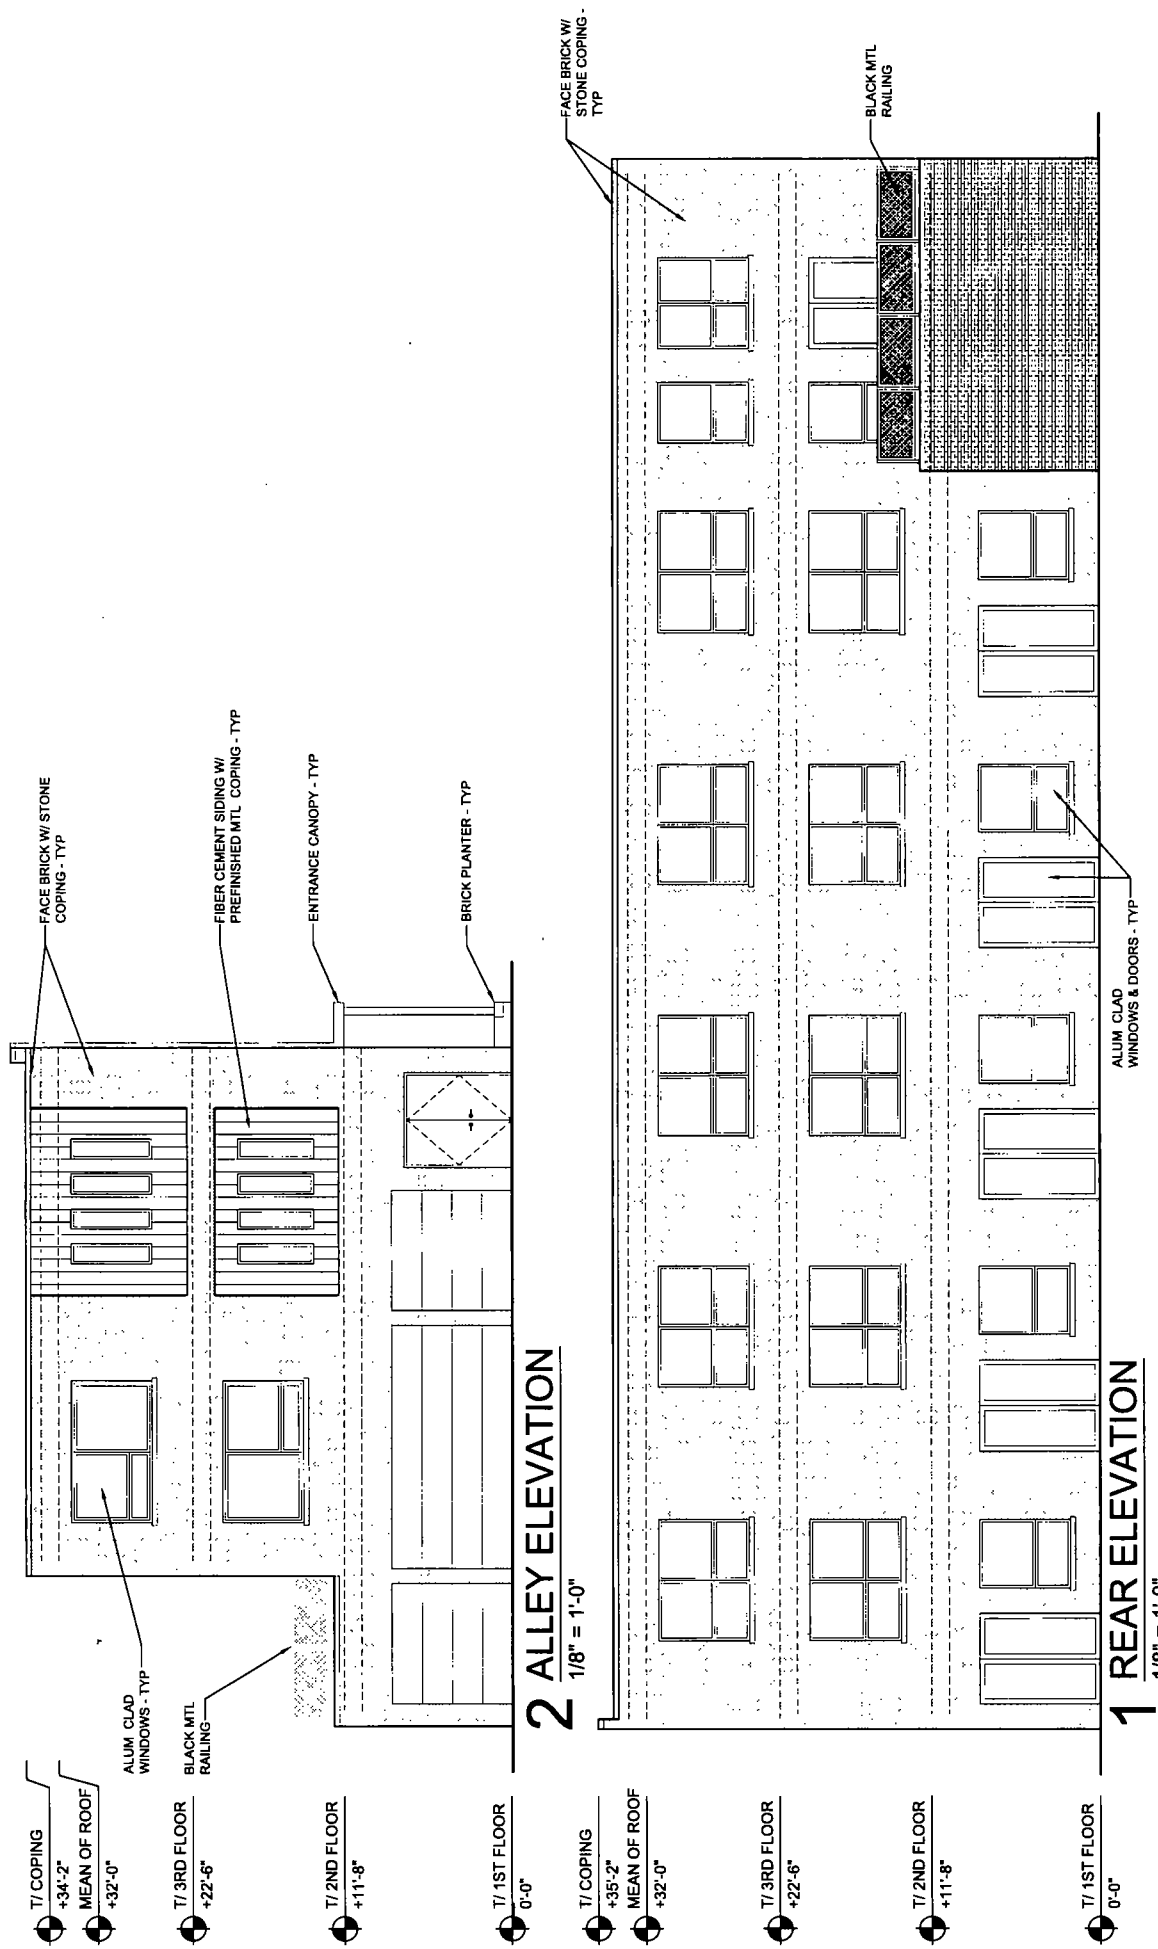 FACE BRICK W/ STONE
COPING - TYP
FIBER CEMENT SIDING W/
PREFINISHED MTL COPING - TYP
ENTRANCE CANOPY - TYP
BRICK PLANTER - TYP
ALUM CLAD
WINDOWS - TYP
BLACK MTL
RAILING
T/ COPING
+34'-2"
MEAN OF ROOF
+32'-0"
T/ 3RD FLOOR
+22'-6"
T/ 2ND FLOOR
+11'-8"
T/ 1ST FLOOR
0'-0"
2 ALLEY ELEVATION
1/8" = 1'-0"
FACE BRICK W/
STONE COPING -
TYP
BLACK MTL
RAILING
ALUM CLAD
WINDOWS & DOORS - TYP
T/ COPING
+35'-2"
MEAN OF ROOF
+32'-0"
T/ 3RD FLOOR
+22'-6"
T/ 2ND FLOOR
+11'-8"
T/ 1ST FLOOR
0'-0"
1 REAR ELEVATION
1/8" = 1'-0"